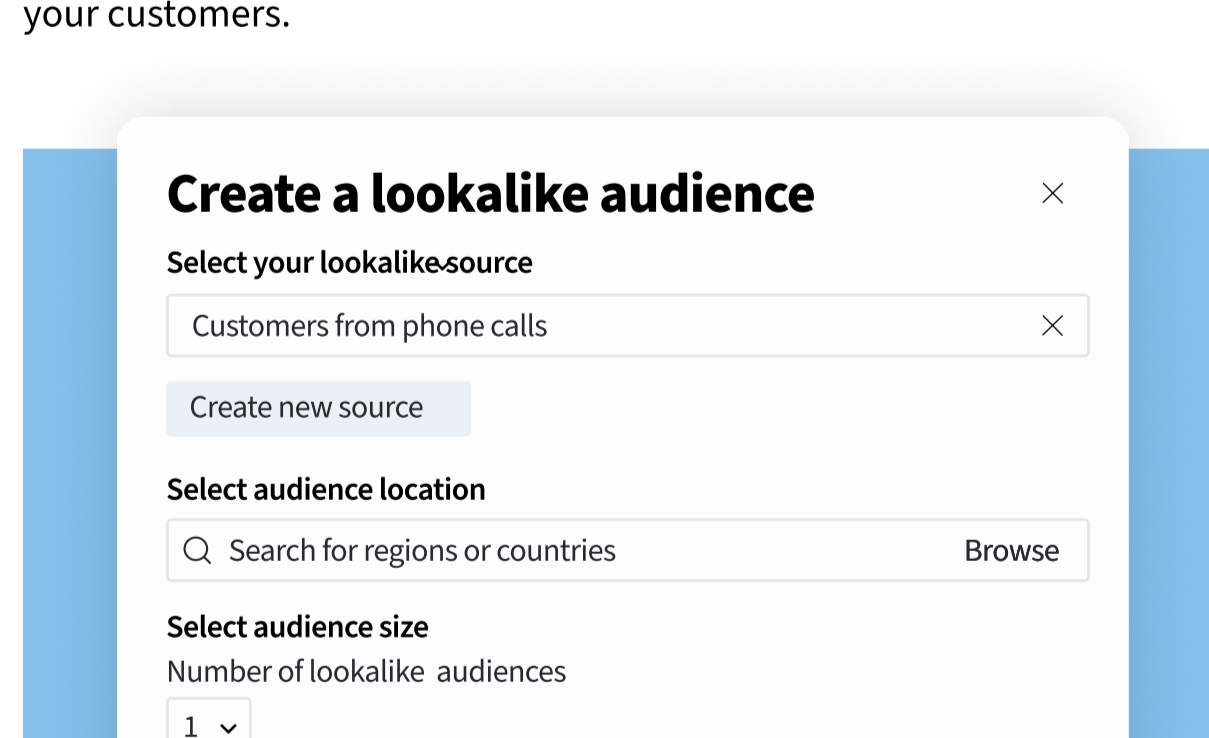 your customers.
Create a lookalike audience
Select your lookalike source
Customers from phone calls
Create new source
Select audience location
Search for regions or countries Browse
Select audience size
Number of lookalike audiences
1